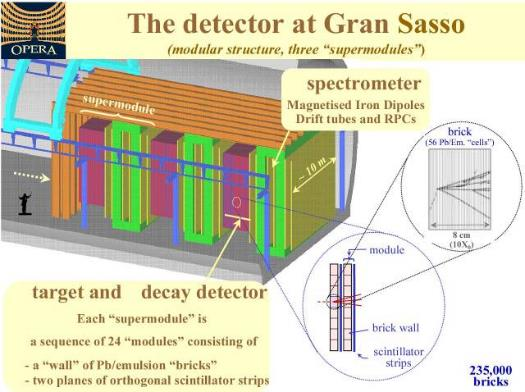 The detector at Gran Sasso
(modular structure, three “supermodules”)
OPERA
supermodule
spectrometer
Magnetised Iron Dipoles
Drift tubes and RPCs
~ 10 m
brick
(56 Pb/Em. “cells”)
8 cm
(10X₀)
module
brick wall
scintillator
strips
target and decay detector
Each “supermodule” is
a sequence of 24 “modules” consisting of
- a “wall” of Pb/emulsion “bricks”
- two planes of orthogonal scintillator strips
235,000
bricks